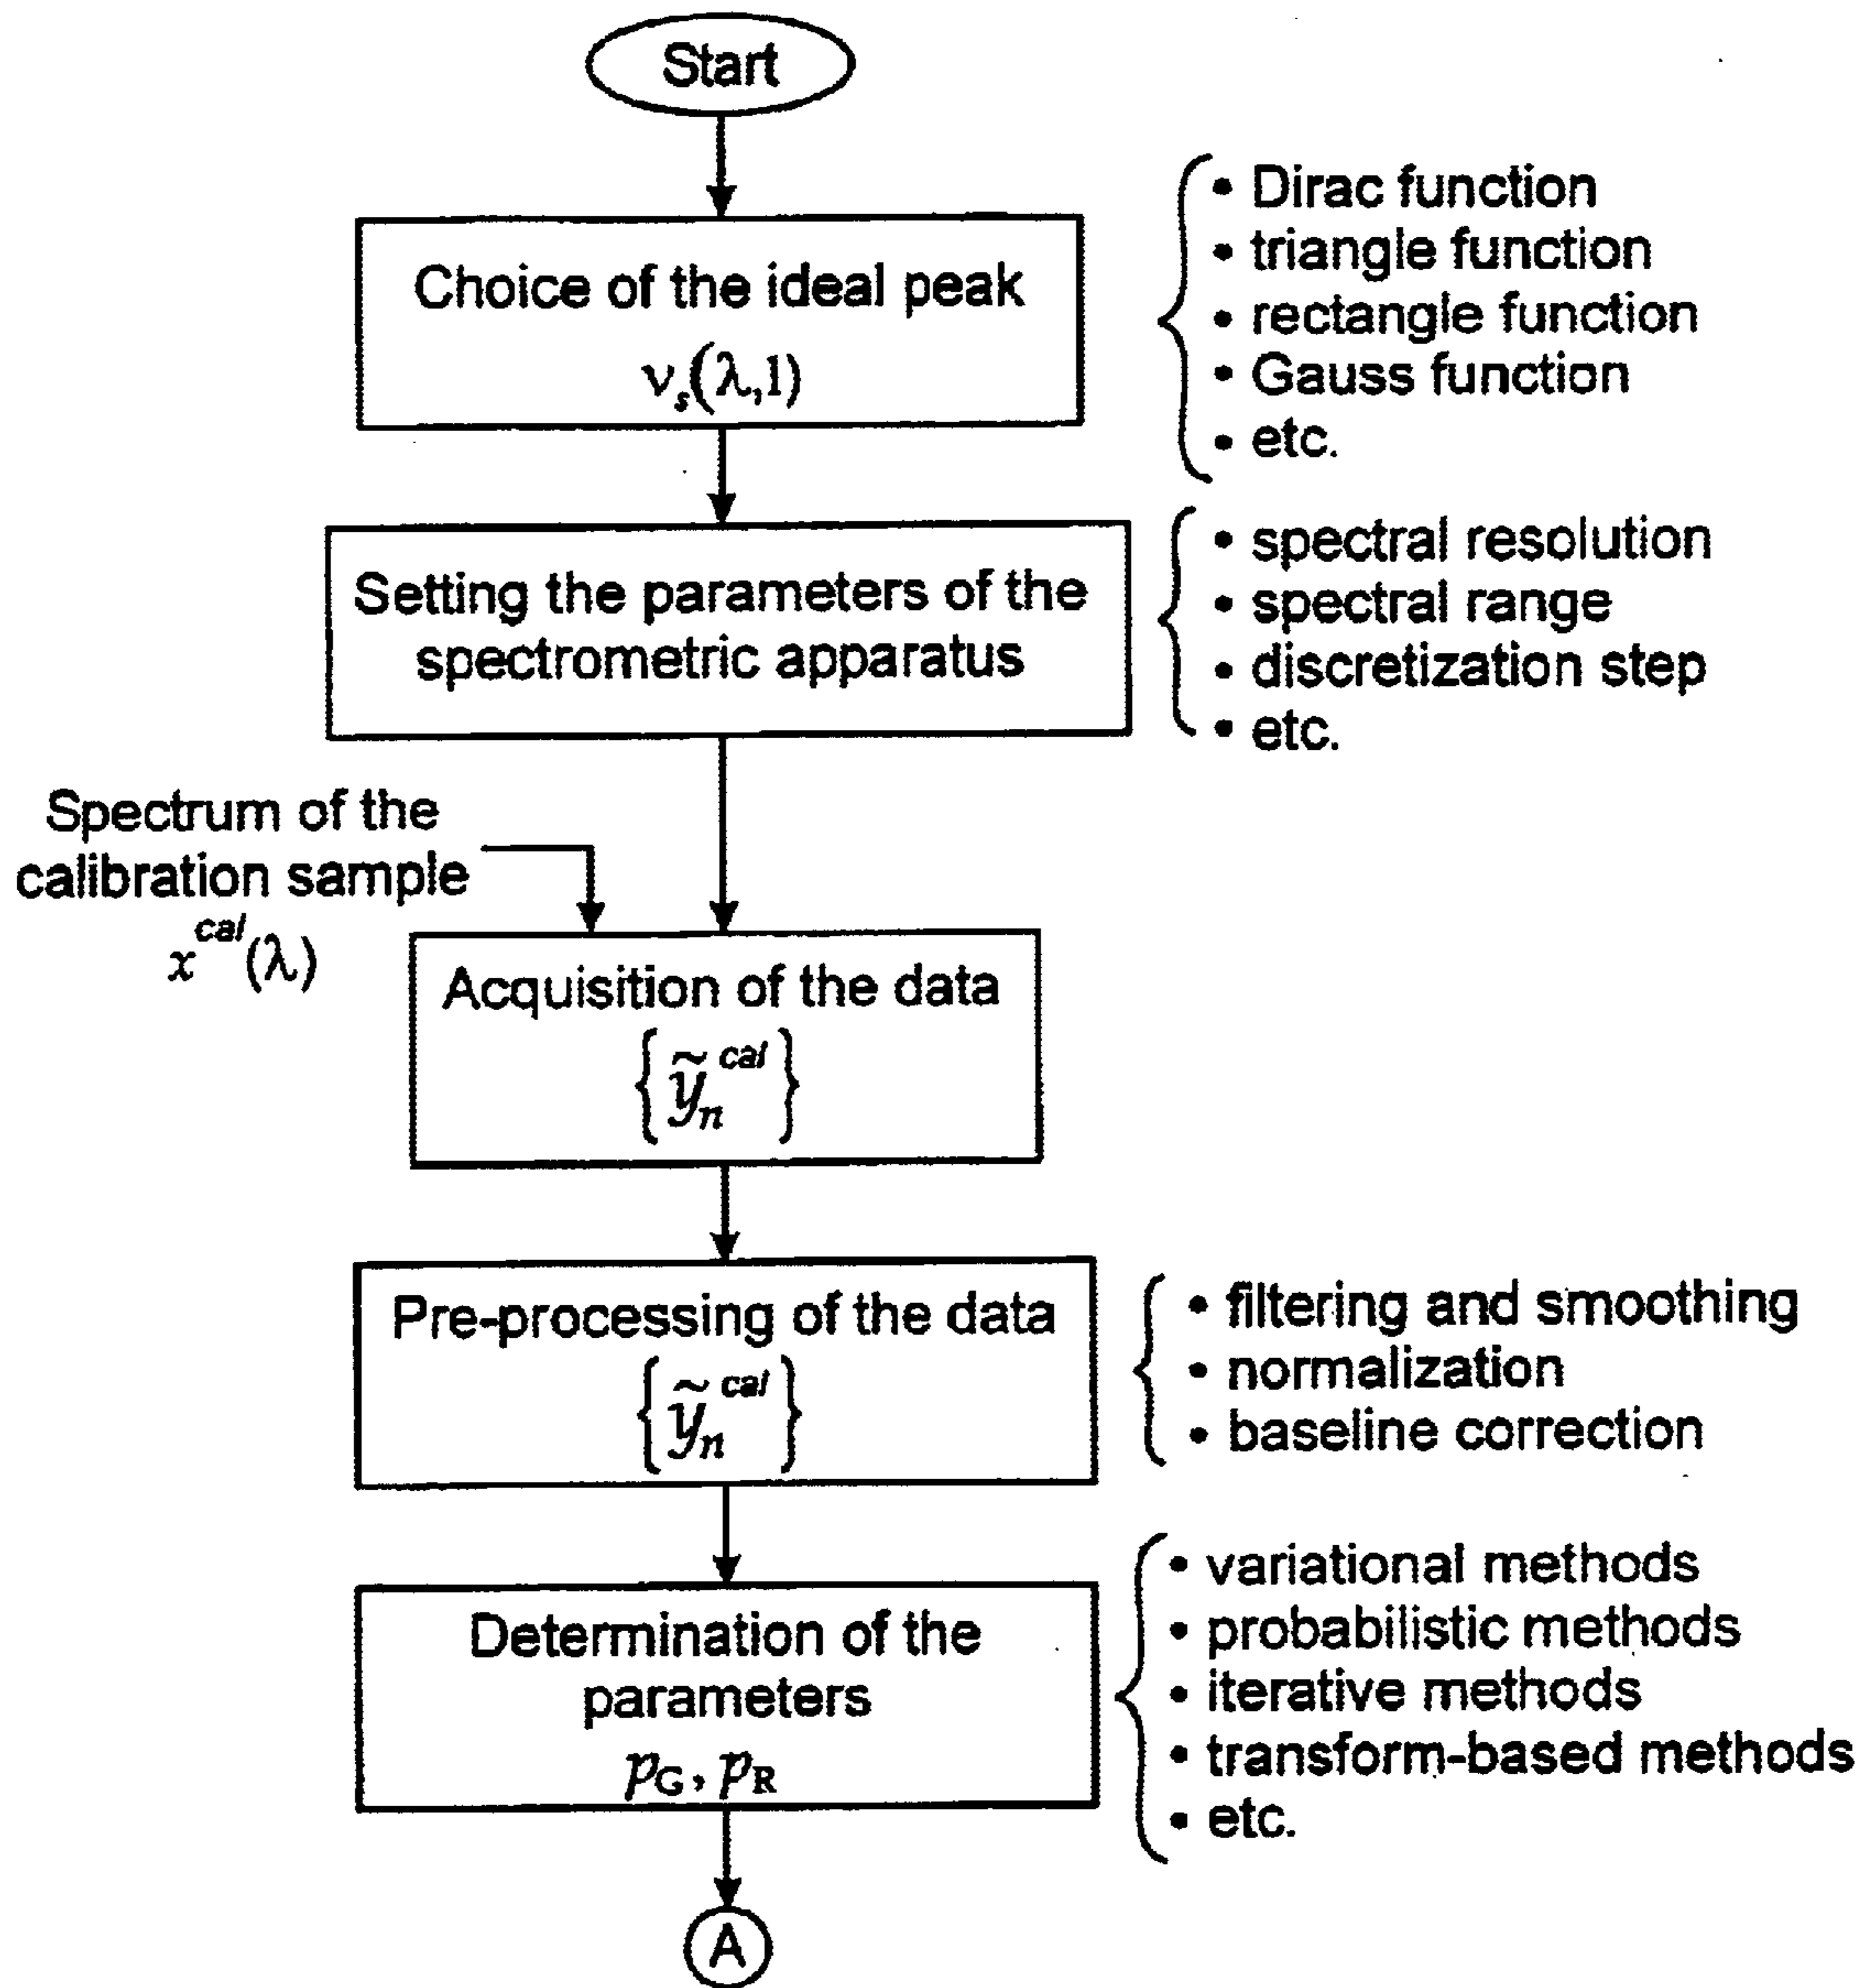 Start
Choice of the ideal peak
νₛ(λ,1)
• Dirac function
• triangle function
• rectangle function
• Gauss function
• etc.
Setting the parameters of the
spectrometric apparatus
• spectral resolution
• spectral range
• discretization step
• etc.
Spectrum of the
calibration sample
x^cal(λ)
Acquisition of the data
{ỹₙ^cal}
Pre-processing of the data
{ỹₙ^cal}
• filtering and smoothing
• normalization
• baseline correction
Determination of the
parameters
p_G, p_R
• variational methods
• probabilistic methods
• iterative methods
• transform-based methods
• etc.
A